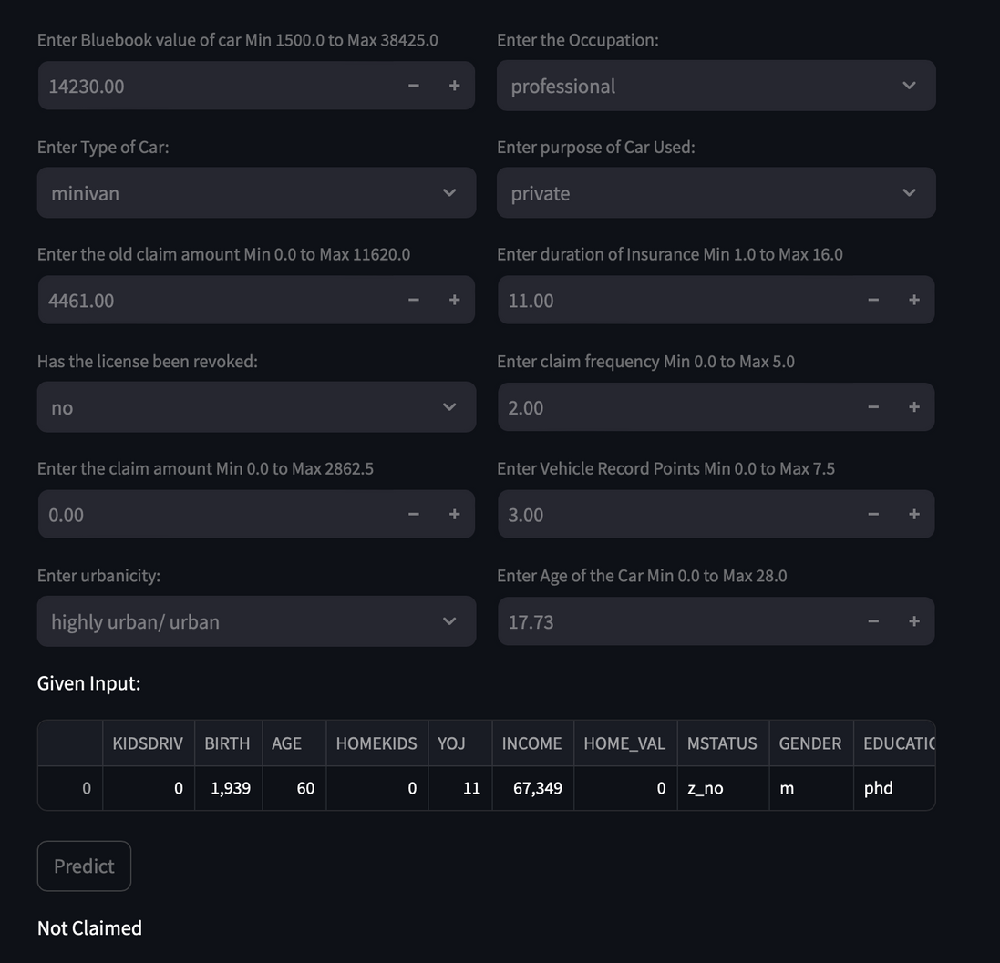 Enter Bluebook value of car Min 1500.0 to Max 38425.0
Enter the Occupation:
14230.00 − +
professional
Enter Type of Car:
Enter purpose of Car Used:
minivan
private
Enter the old claim amount Min 0.0 to Max 11620.0
Enter duration of Insurance Min 1.0 to Max 16.0
4461.00 − +
11.00 − +
Has the license been revoked:
Enter claim frequency Min 0.0 to Max 5.0
no
2.00 − +
Enter the claim amount Min 0.0 to Max 2862.5
Enter Vehicle Record Points Min 0.0 to Max 7.5
0.00 − +
3.00 − +
Enter urbanicity:
Enter Age of the Car Min 0.0 to Max 28.0
highly urban/ urban
17.73 − +
Given Input:
KIDSDRIV BIRTH AGE HOMEKIDS YOJ INCOME HOME_VAL MSTATUS GENDER EDUCATIC
0 0 1,939 60 0 11 67,349 0 z_no m phd
Predict
Not Claimed